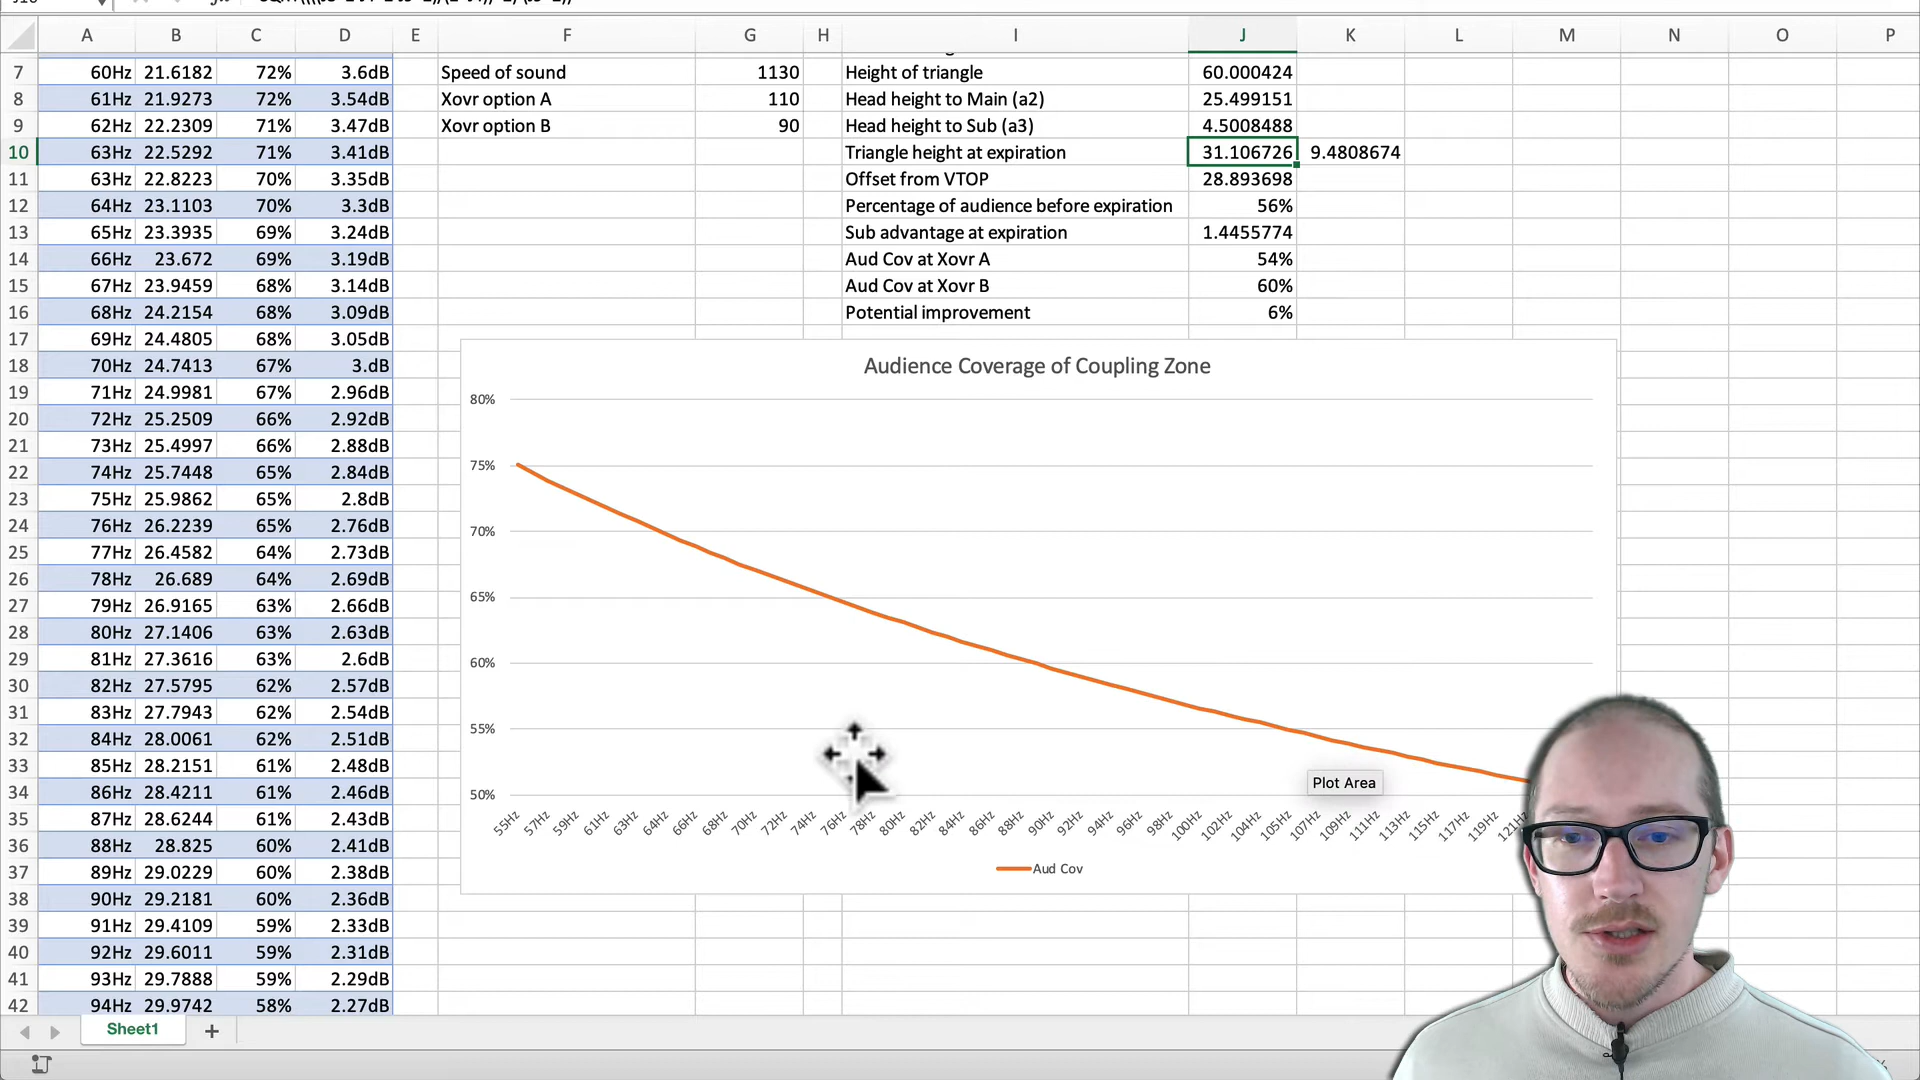 A B C D E F G H I J K L M N O P
7 60Hz 21.6182 72% 3.6dB Speed of sound 1130 Height of triangle 60.000424
8 61Hz 21.9273 72% 3.54dB Xovr option A 110 Head height to Main (a2) 25.499151
9 62Hz 22.2309 71% 3.47dB Xovr option B 90 Head height to Sub (a3) 4.5008488
10 63Hz 22.5292 71% 3.41dB Triangle height at expiration 31.106726 9.4808674
11 63Hz 22.8223 70% 3.35dB Offset from VTOP 28.893698
12 64Hz 23.1103 70% 3.3dB Percentage of audience before expiration 56%
13 65Hz 23.3935 69% 3.24dB Sub advantage at expiration 1.4455774
14 66Hz 23.672 69% 3.19dB Aud Cov at Xovr A 54%
15 67Hz 23.9459 68% 3.14dB Aud Cov at Xovr B 60%
16 68Hz 24.2154 68% 3.09dB Potential improvement 6%
17 69Hz 24.4805 68% 3.05dB
18 70Hz 24.7413 67% 3.dB
19 71Hz 24.9981 67% 2.96dB
20 72Hz 25.2509 66% 2.92dB
21 73Hz 25.4997 66% 2.88dB
22 74Hz 25.7448 65% 2.84dB
23 75Hz 25.9862 65% 2.8dB
24 76Hz 26.2239 65% 2.76dB
25 77Hz 26.4582 64% 2.73dB
26 78Hz 26.689 64% 2.69dB
27 79Hz 26.9165 63% 2.66dB
28 80Hz 27.1406 63% 2.63dB
29 81Hz 27.3616 63% 2.6dB
30 82Hz 27.5795 62% 2.57dB
31 83Hz 27.7943 62% 2.54dB
32 84Hz 28.0061 62% 2.51dB
33 85Hz 28.2151 61% 2.48dB
34 86Hz 28.4211 61% 2.46dB
35 87Hz 28.6244 61% 2.43dB
36 88Hz 28.825 60% 2.41dB
37 89Hz 29.0229 60% 2.38dB
38 90Hz 29.2181 60% 2.36dB
39 91Hz 29.4109 59% 2.33dB
40 92Hz 29.6011 59% 2.31dB
41 93Hz 29.7888 59% 2.29dB
42 94Hz 29.9742 58% 2.27dB
Audience Coverage of Coupling Zone
80%
75%
70%
65%
60%
55%
50%
Plot Area
55Hz 57Hz 59Hz 61Hz 63Hz 64Hz 66Hz 68Hz 70Hz 72Hz 74Hz 76Hz 78Hz 80Hz 82Hz 84Hz 86Hz 88Hz 90Hz 92Hz 94Hz 96Hz 98Hz 100Hz 102Hz 104Hz 105Hz 107Hz 109Hz 111Hz 113Hz 115Hz 117Hz 119Hz 121Hz
Aud Cov
Sheet1